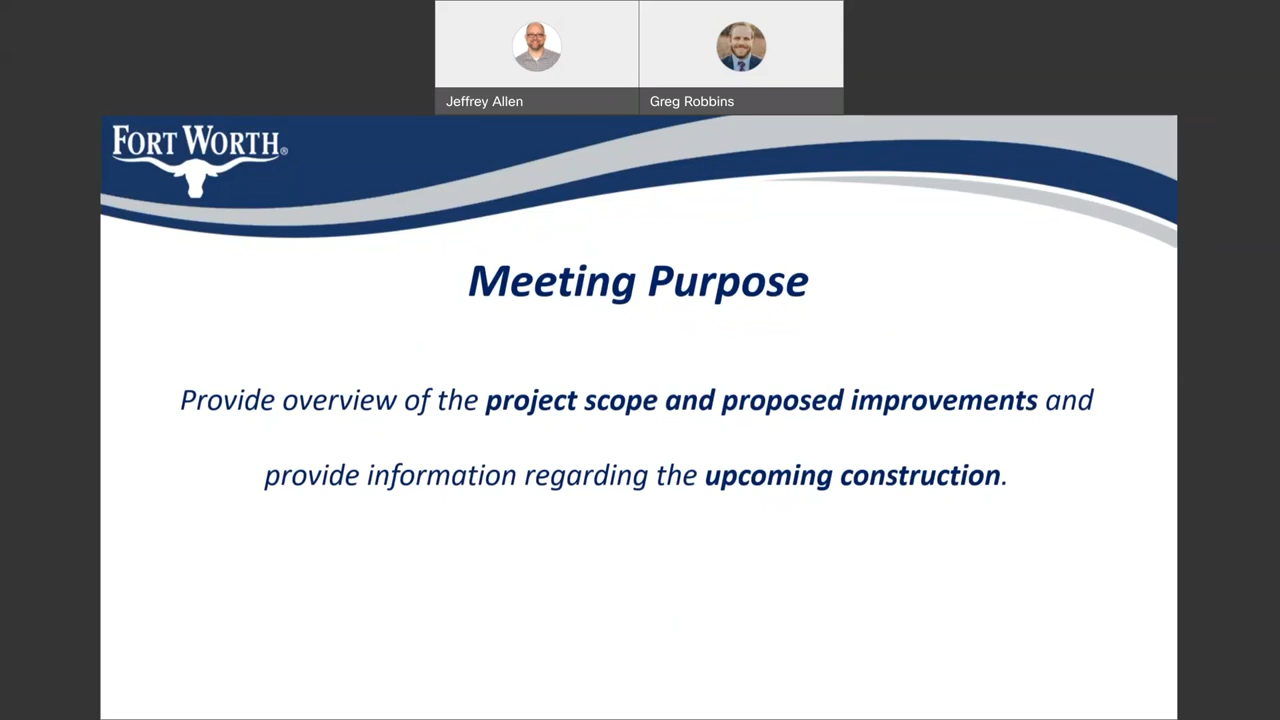 Jeffrey Allen
Greg Robbins
FORT WORTH®
Meeting Purpose
Provide overview of the project scope and proposed improvements and
provide information regarding the upcoming construction.